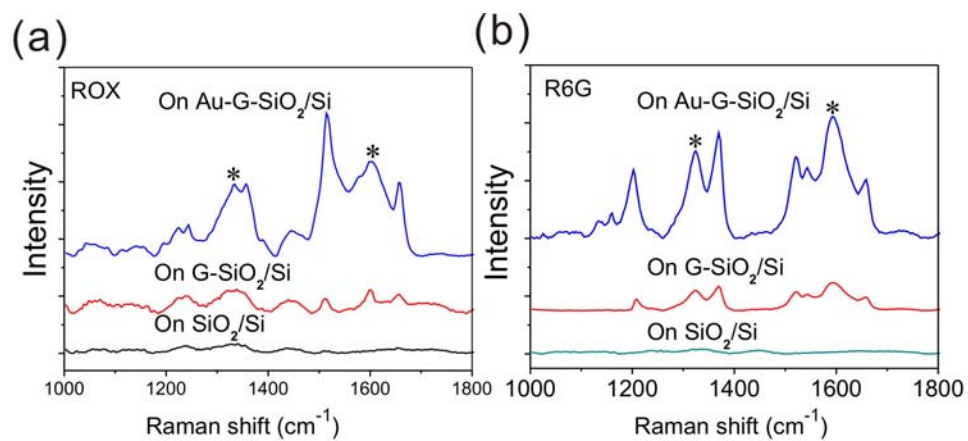 (a)
ROX
On Au-G-SiO₂/Si
*
*
On G-SiO₂/Si
On SiO₂/Si
Intensity
1000 1200 1400 1600 1800
Raman shift (cm⁻¹)
(b)
R6G
On Au-G-SiO₂/Si
*
*
On G-SiO₂/Si
On SiO₂/Si
Intensity
1000 1200 1400 1600 1800
Raman shift (cm⁻¹)